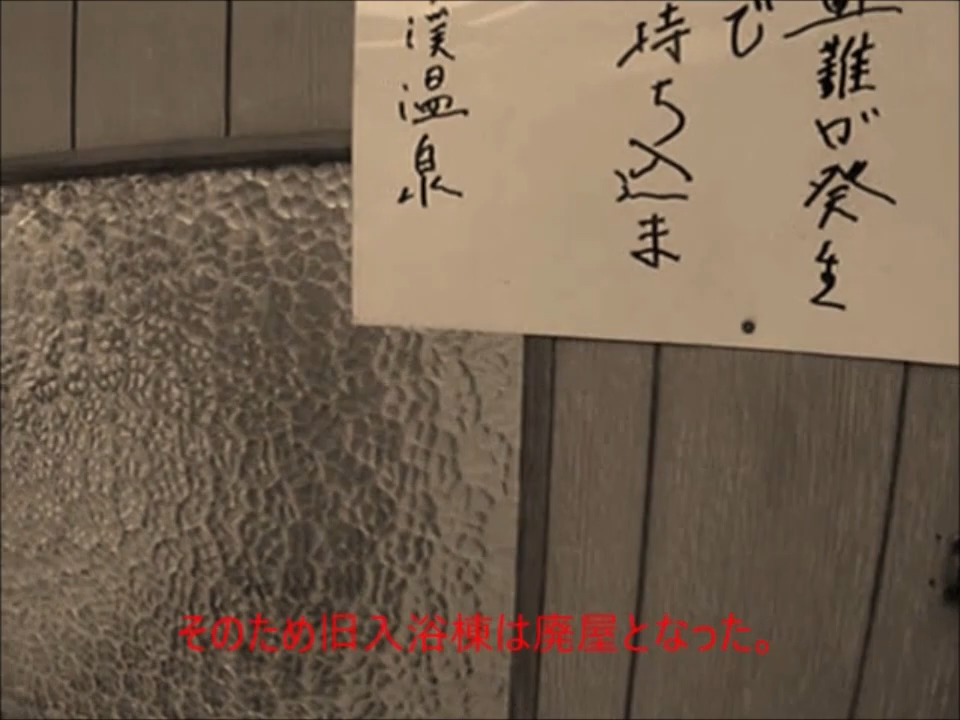 難が発生
び
持ち込ま
渓温泉
そのため旧入浴棟は廃屋となった。